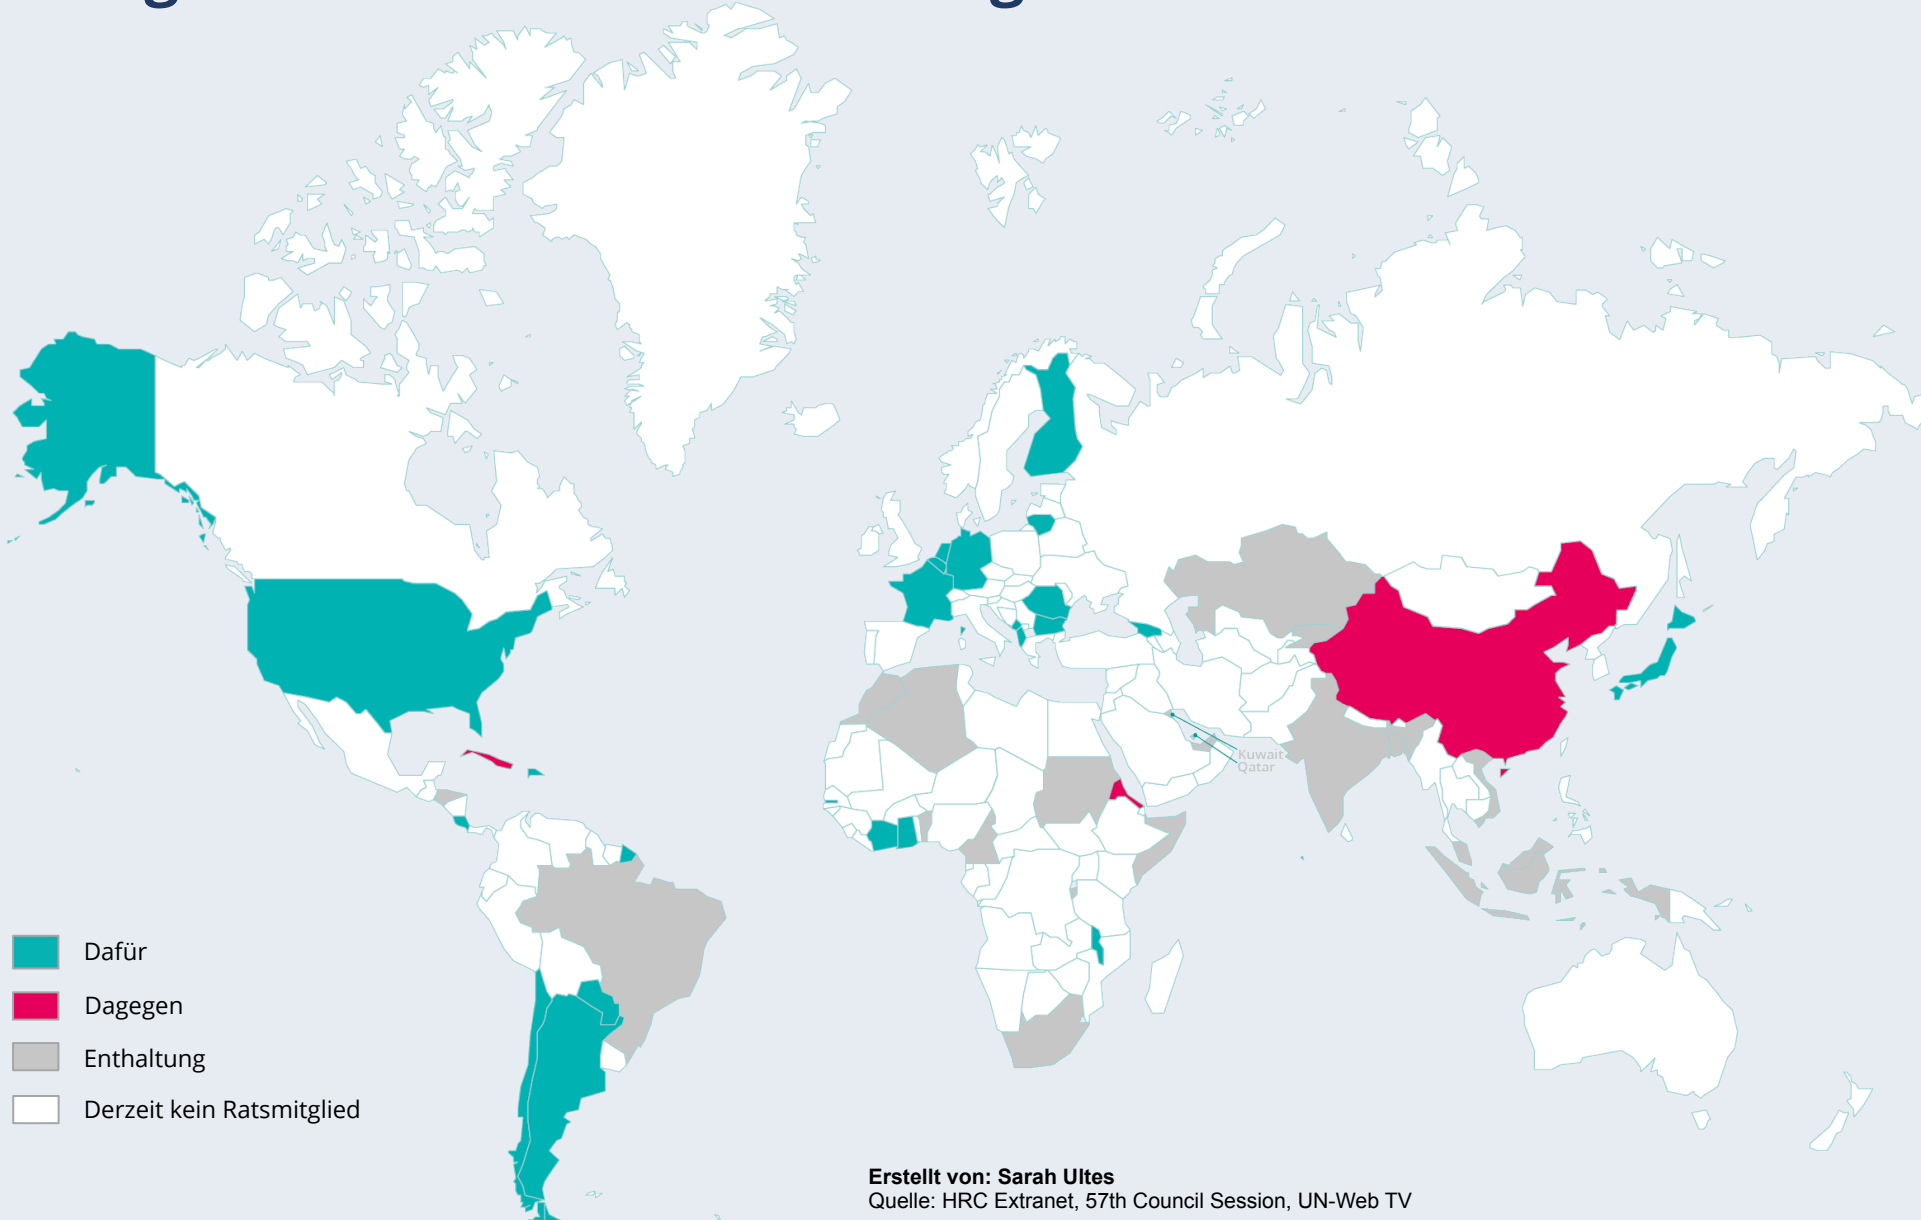 Dafür
Dagegen
Enthaltung
Derzeit kein Ratsmitglied
Kuwait
Qatar
Erstellt von: Sarah Ultes
Quelle: HRC Extranet, 57th Council Session, UN-Web TV